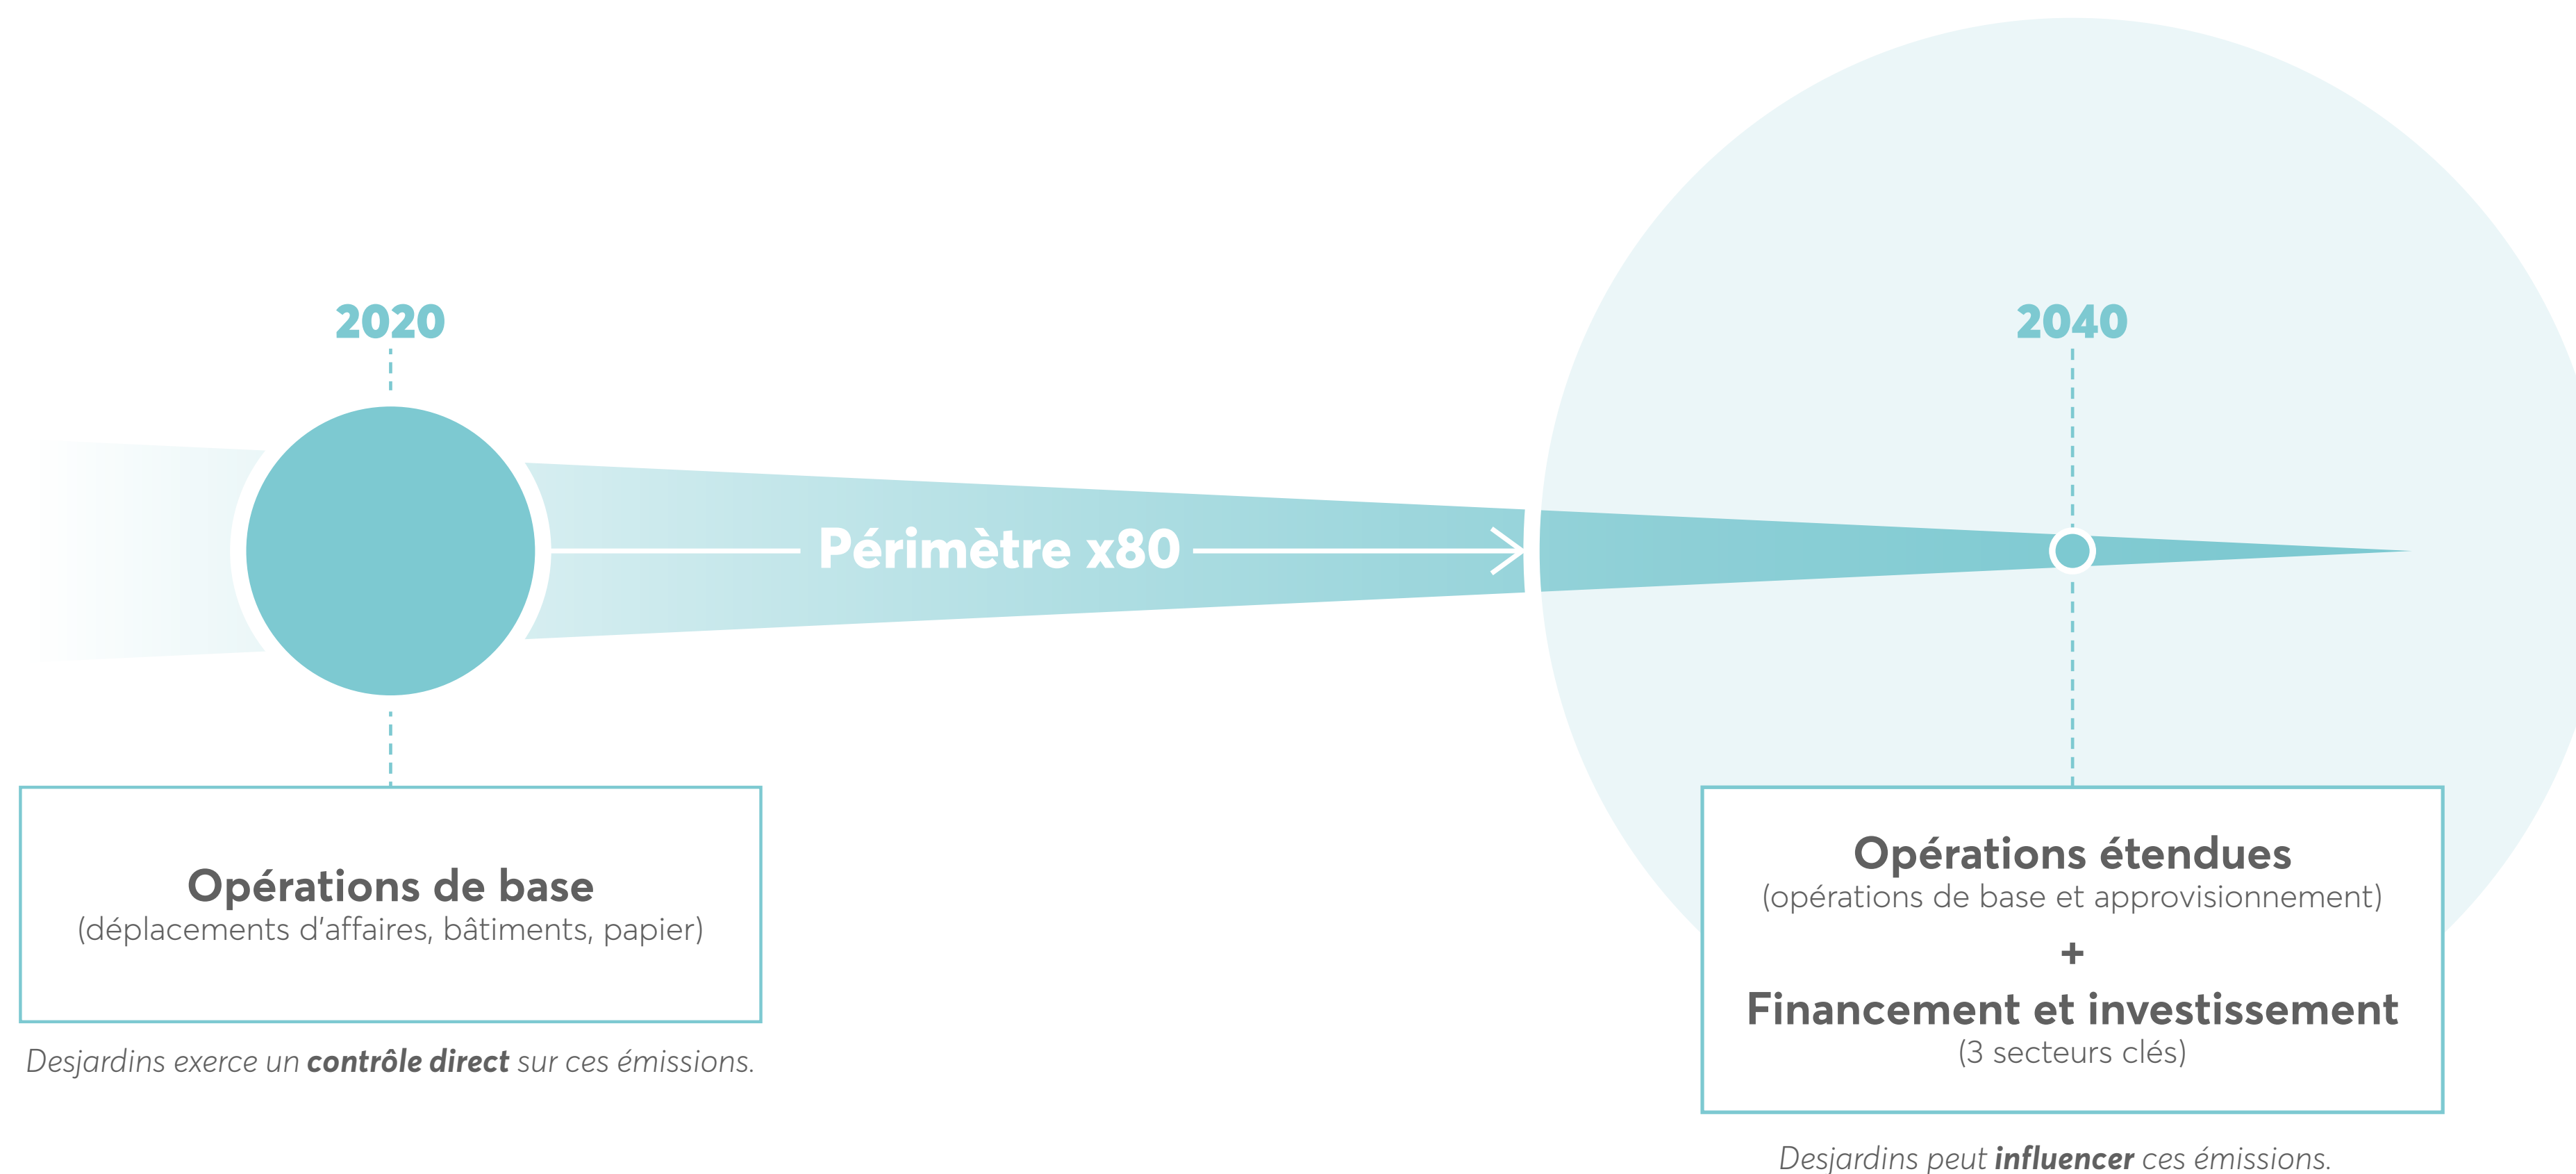 2020
2040
Périmètre x80
Opérations de base
(déplacements d'affaires, bâtiments, papier)
Desjardins exerce un contrôle direct sur ces émissions.
Opérations étendues
(opérations de base et approvisionnement)
+
Financement et investissement
(3 secteurs clés)
Desjardins peut influencer ces émissions.